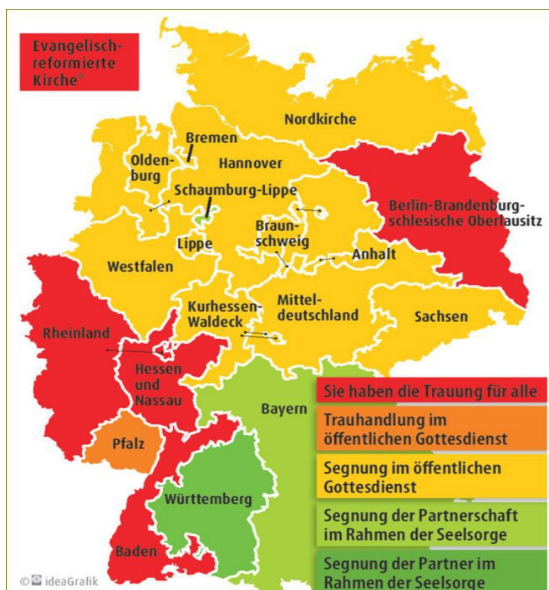 Evangelisch-
reformierte
Kirche*
Nordkirche
Bremen
Olden-
burg
Hannover
Schaumburg-Lippe
Berlin-Brandenburg-
schlesische Oberlausitz
Lippe
Braun-
schweig
Anhalt
Westfalen
Kurhessen-
Waldeck
Mittel-
deutschland
Sachsen
Rheinland
Hessen
und
Nassau
Bayern
Pfalz
Württemberg
Baden
Sie haben die Trauung für alle
Trauhandlung im
öffentlichen Gottesdienst
Segnung im öffentlichen
Gottesdienst
Segnung der Partnerschaft
im Rahmen der Seelsorge
Segnung der Partner im
Rahmen der Seelsorge
© ideaGrafik